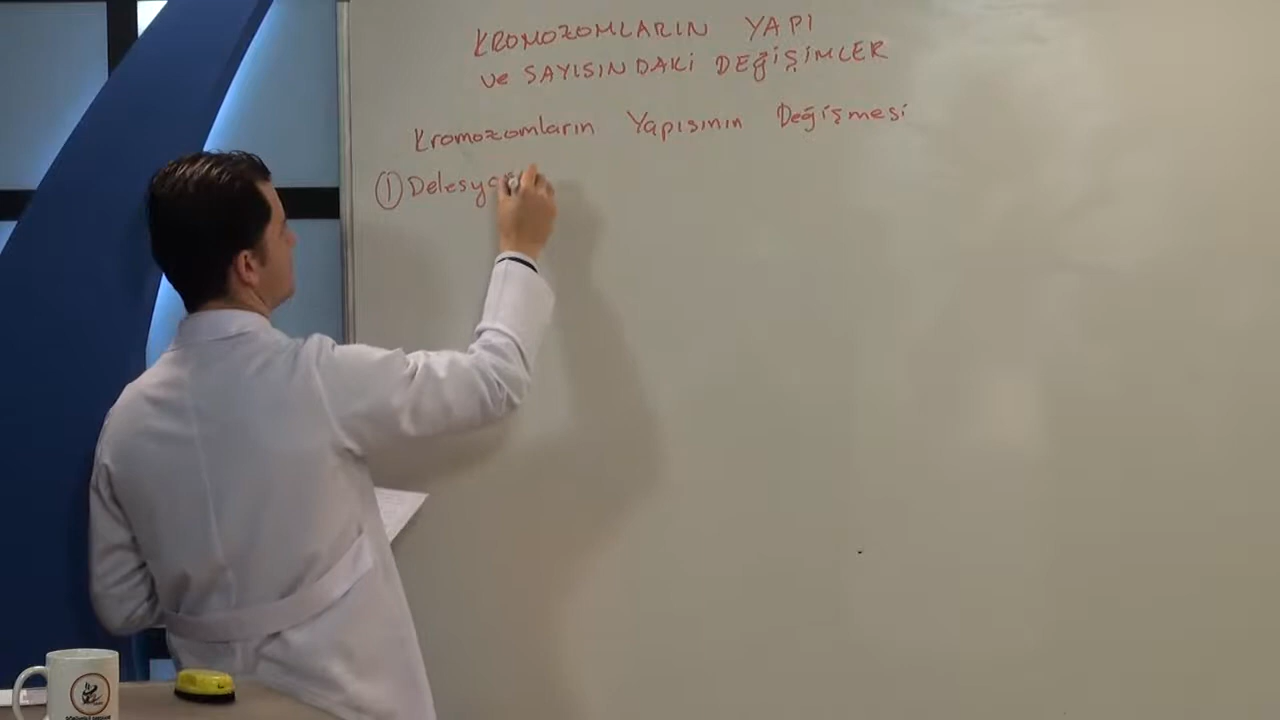 KROMOZOMLARIN YAPI
ve SAYISINDAKİ DEĞİŞİMLER
Kromozomların Yapısının Değişmesi
① Delesyo